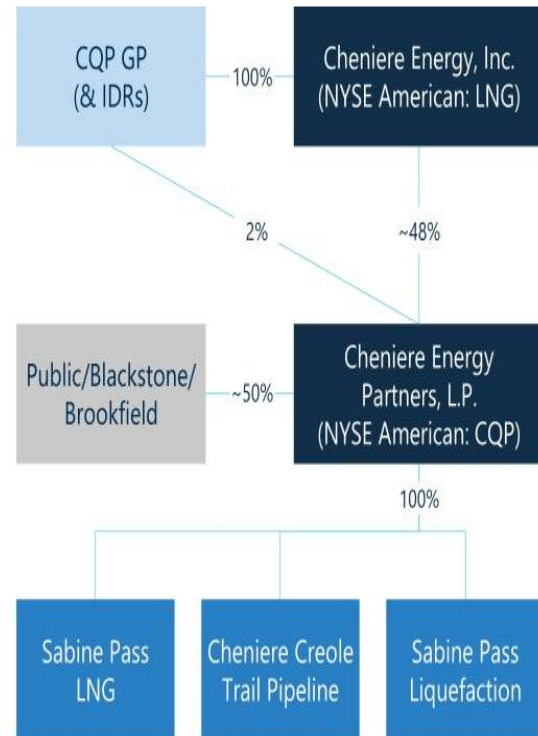 CQP GP
(& IDRs)
100%
Cheniere Energy, Inc.
(NYSE American: LNG)
2%
~48%
Public/Blackstone/
Brookfield
~50%
Cheniere Energy
Partners, L.P.
(NYSE American: CQP)
100%
Sabine Pass
LNG
Cheniere Creole
Trail Pipeline
Sabine Pass
Liquefaction